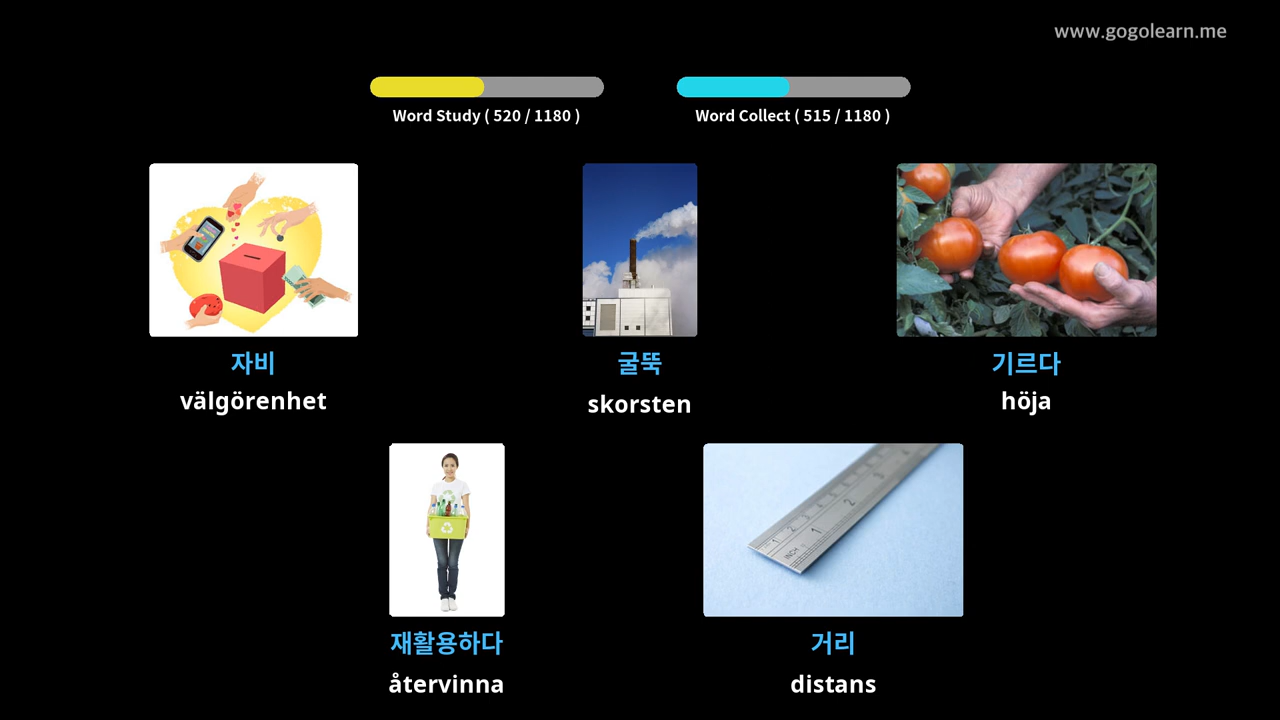 www.gogolearn.me
Word Study ( 520 / 1180 )
Word Collect ( 515 / 1180 )
자비
굴뚝
기르다
välgörenhet
skorsten
höja
재활용하다
거리
återvinna
distans